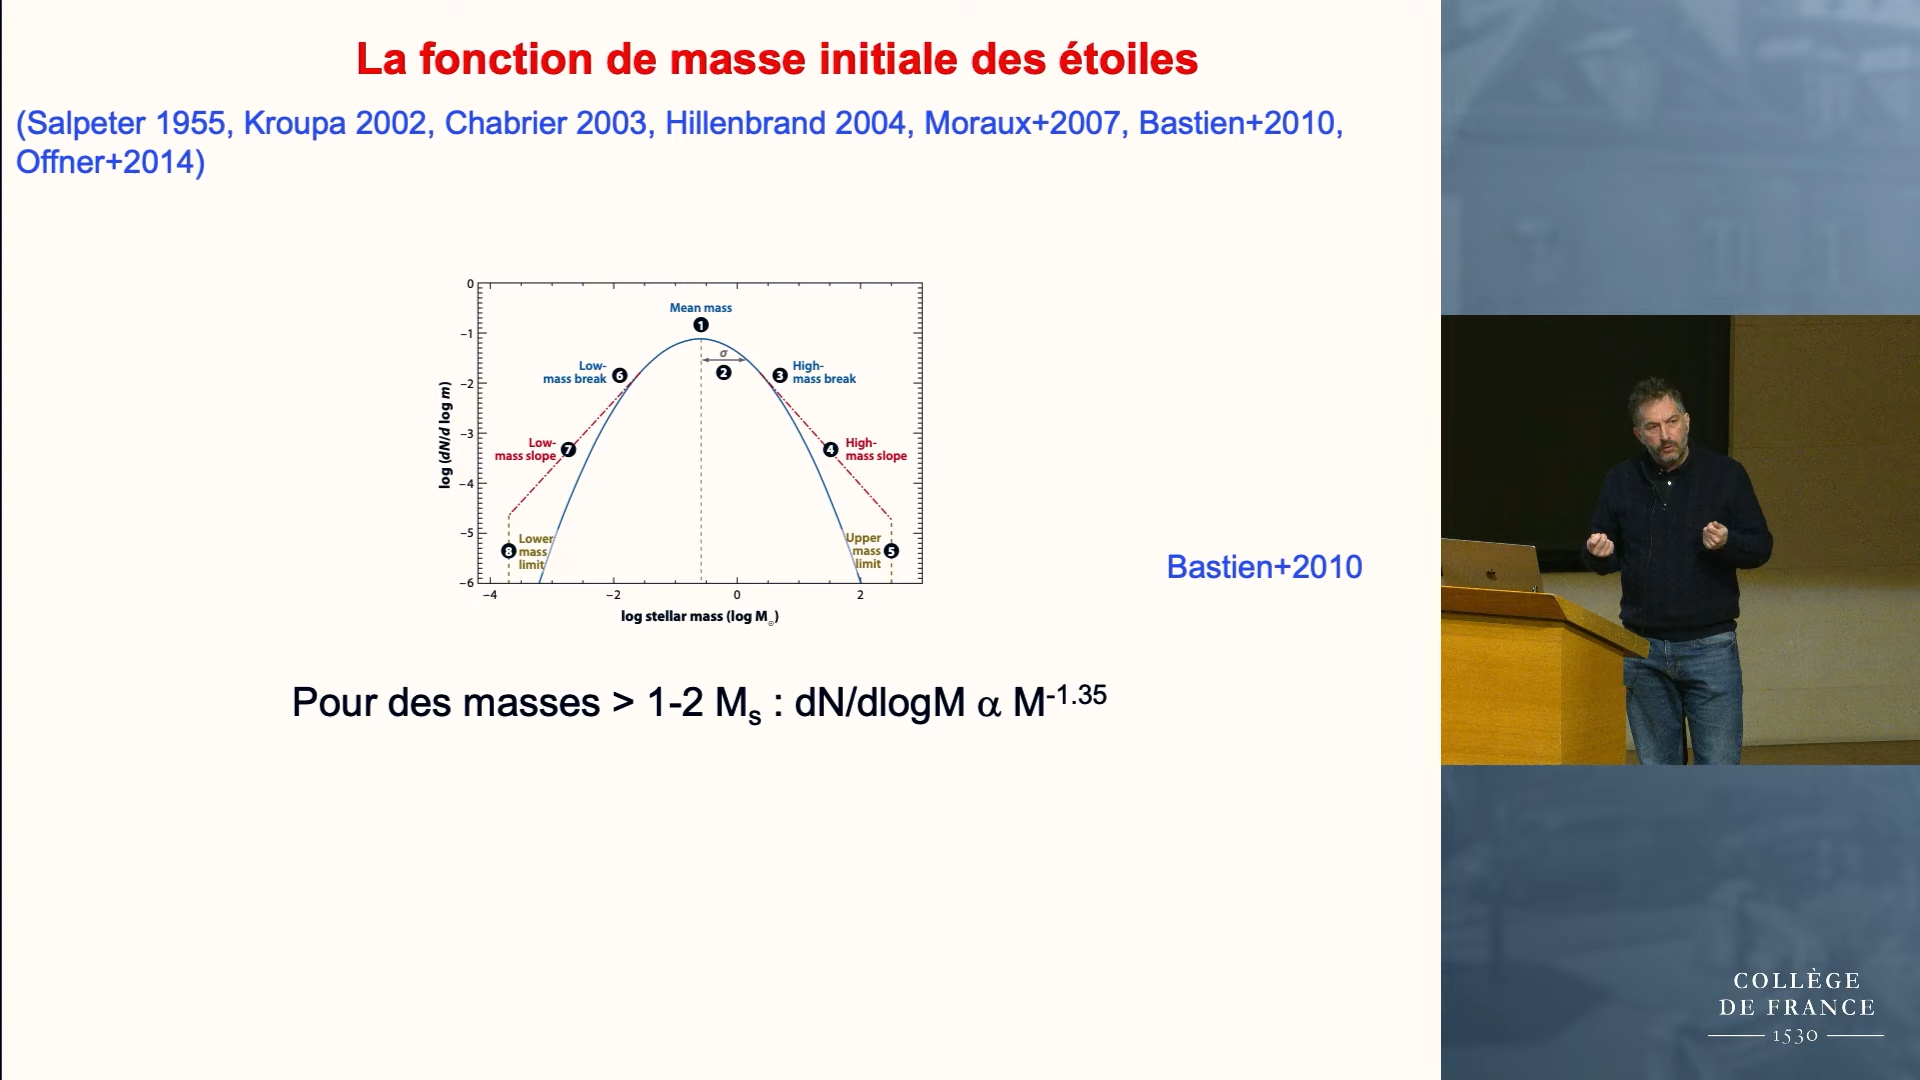 La fonction de masse initiale des étoiles
(Salpeter 1955, Kroupa 2002, Chabrier 2003, Hillenbrand 2004, Moraux+2007, Bastien+2010,
Offner+2014)
0
−1
−2
−3
−4
−5
−6
log (dN/d log m)
Mean mass
1
σ
2
Low-
mass break
6
3
High-
mass break
Low-
mass slope
7
4
High-
mass slope
8
Lower
mass
limit
Upper
mass
limit
5
−4
−2
0
2
log stellar mass (log M☉)
Bastien+2010
Pour des masses > 1-2 Mₛ : dN/dlogM α M⁻¹·³⁵
COLLÈGE
DE FRANCE
1530